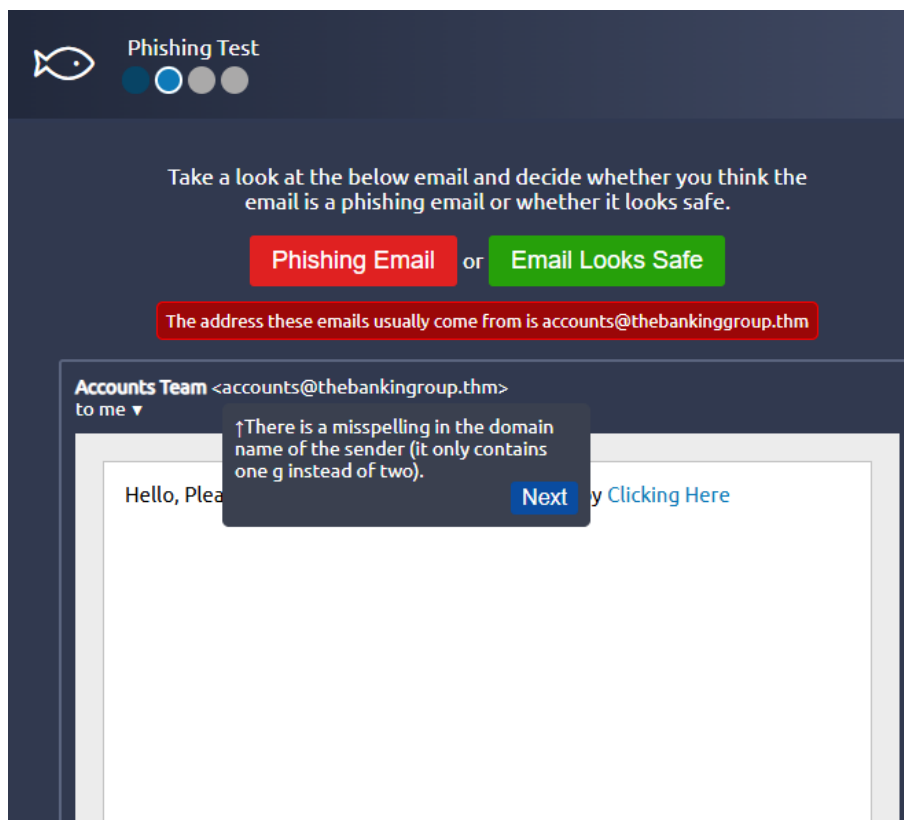 Phishing Test
Take a look at the below email and decide whether you think the
email is a phishing email or whether it looks safe.
Phishing Email or Email Looks Safe
The address these emails usually come from is accounts@thebankinggroup.thm
Accounts Team <accounts@thebankingroup.thm>
to me ▼
↑There is a misspelling in the domain
name of the sender (it only contains
one g instead of two).
Next
Hello, Plea y Clicking Here